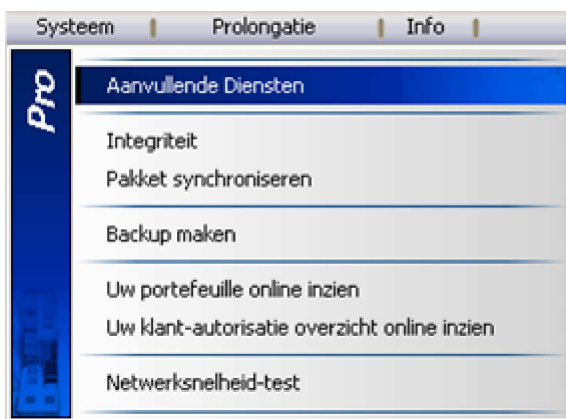 Systeem | Prolongatie | Info |
Pro
Aanvullende Diensten
Integriteit
Pakket synchroniseren
Backup maken
Uw portefeuille online inzien
Uw klant-autorisatie overzicht online inzien
Netwerksnelheid-test